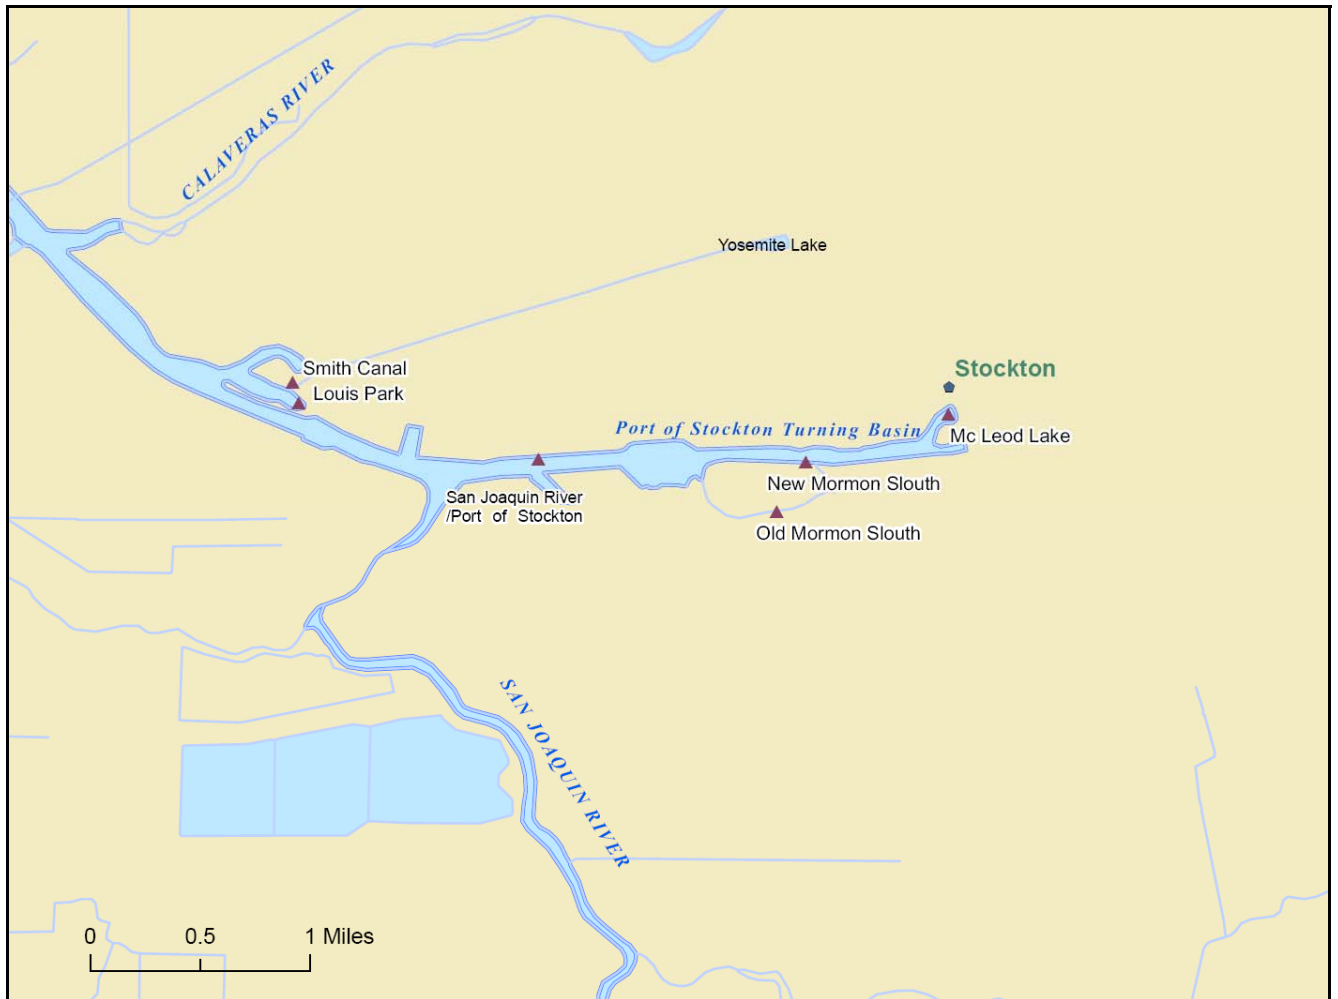 CALAVERAS RIVER
Yosemite Lake
Smith Canal
Louis Park
Stockton
Port of Stockton Turning Basin
Mc Leod Lake
New Mormon Slouth
San Joaquin River
/Port of Stockton
Old Mormon Slouth
SAN JOAQUIN RIVER
0 0.5 1 Miles